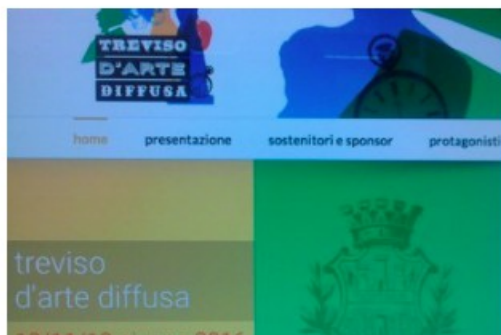 TREVISO
D'ARTE
DIFFUSA
home
presentazione
sostenitori e sponsor
protagonisti
treviso
d'arte diffusa